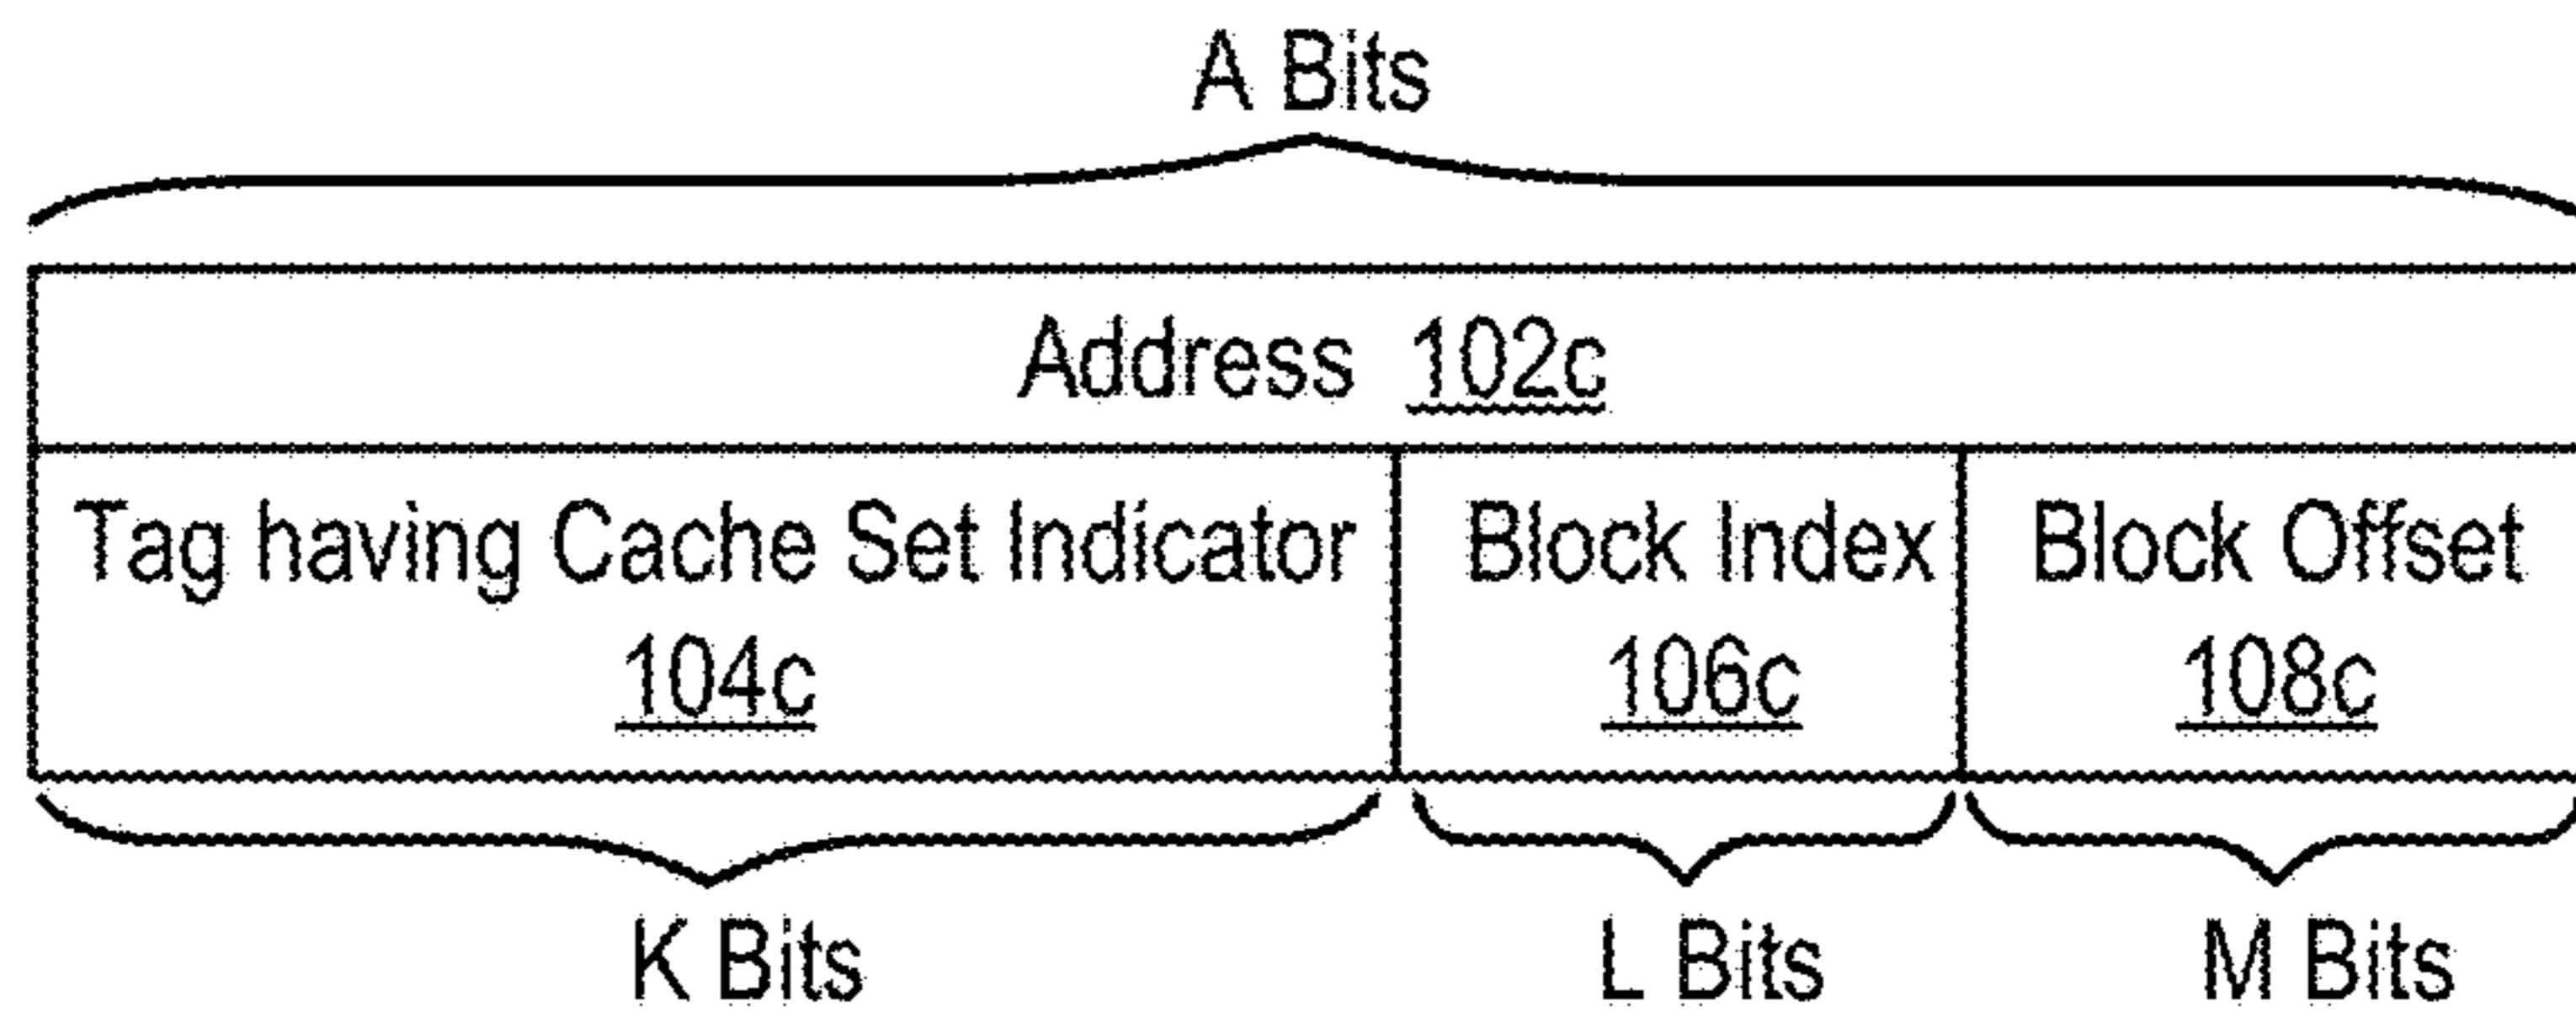 A Bits
Address 102c
Tag having Cache Set Indicator
104c
Block Index
106c
Block Offset
108c
K Bits
L Bits
M Bits